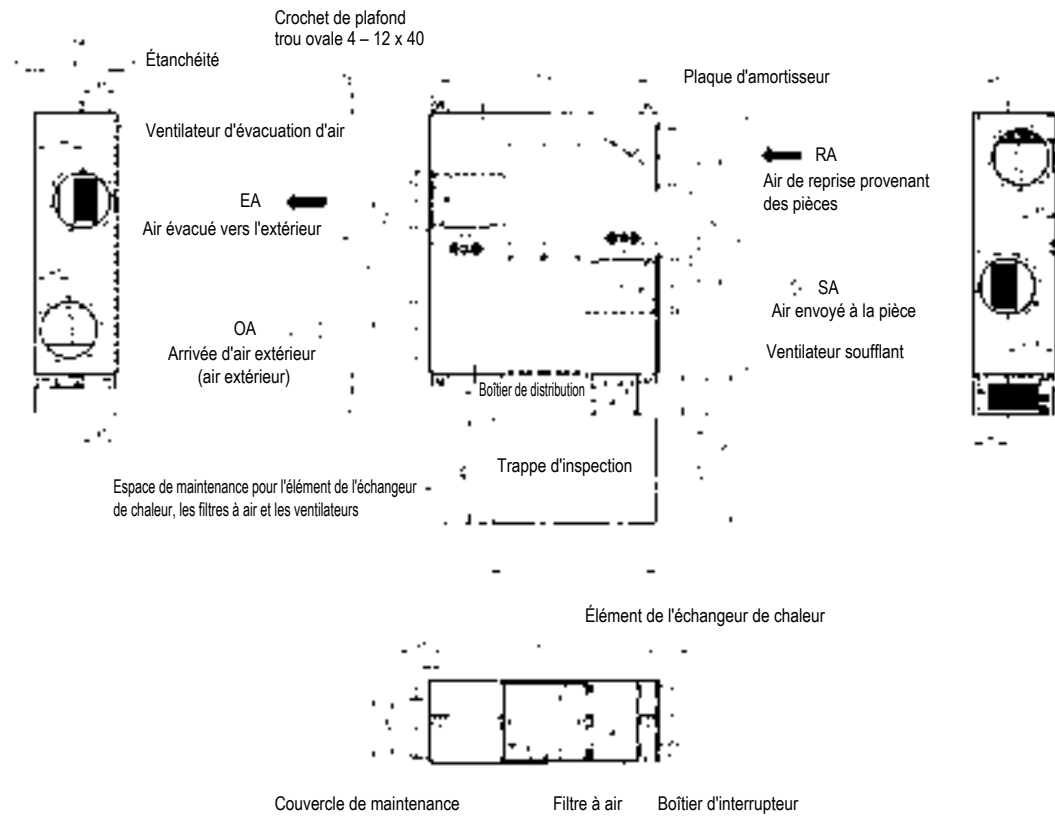 Crochet de plafond
trou ovale 4 – 12 x 40
Étanchéité
Plaque d'amortisseur
Ventilateur d'évacuation d'air
RA
Air de reprise provenant
des pièces
EA
Air évacué vers l'extérieur
SA
Air envoyé à la pièce
OA
Arrivée d'air extérieur
(air extérieur)
Ventilateur soufflant
Boîtier de distribution
Trappe d'inspection
Espace de maintenance pour l'élément de l'échangeur
de chaleur, les filtres à air et les ventilateurs
Élément de l'échangeur de chaleur
Couvercle de maintenance
Filtre à air
Boîtier d'interrupteur